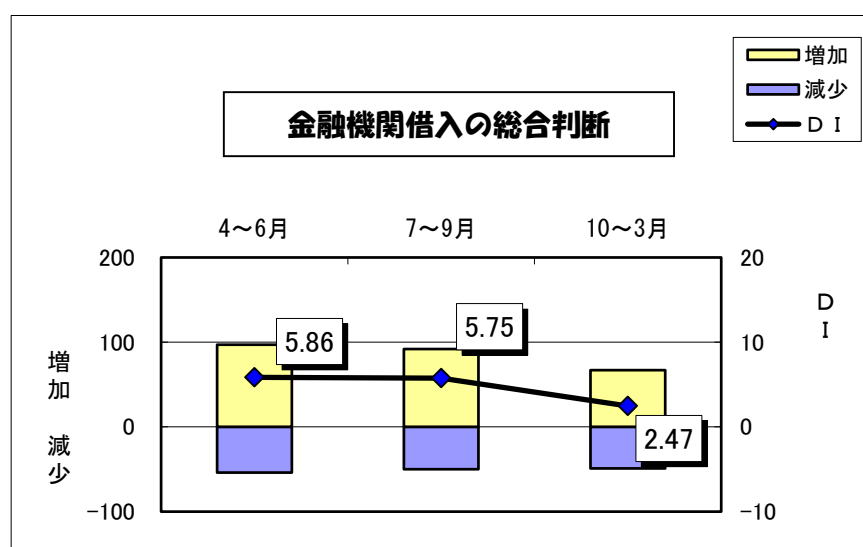 増加
減少
ＤＩ
金融機関借入の総合判断
4～6月 7～9月 10～3月
200 20
100 10
0 0
−100 −10
5.86
5.75
2.47
増加 減少
ＤＩ